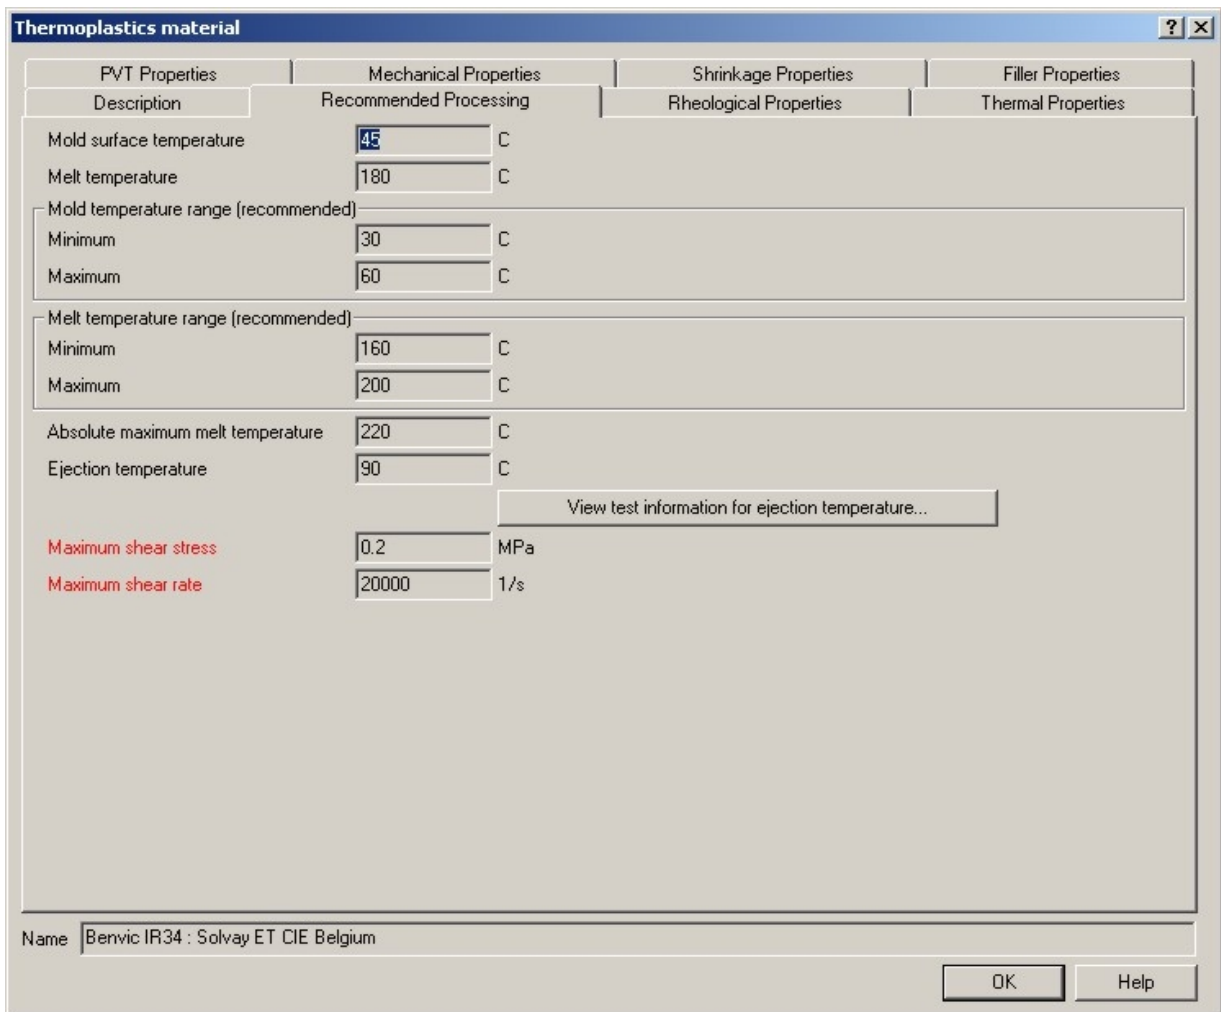 Thermoplastics material
? X
PVT Properties Mechanical Properties Shrinkage Properties Filler Properties
Description Recommended Processing Rheological Properties Thermal Properties
Mold surface temperature 45 C
Melt temperature 180 C
Mold temperature range (recommended)
Minimum 30 C
Maximum 60 C
Melt temperature range (recommended)
Minimum 160 C
Maximum 200 C
Absolute maximum melt temperature 220 C
Ejection temperature 90 C
View test information for ejection temperature...
Maximum shear stress 0.2 MPa
Maximum shear rate 20000 1/s
Name Benvic IR34 : Solvay ET CIE Belgium
OK Help